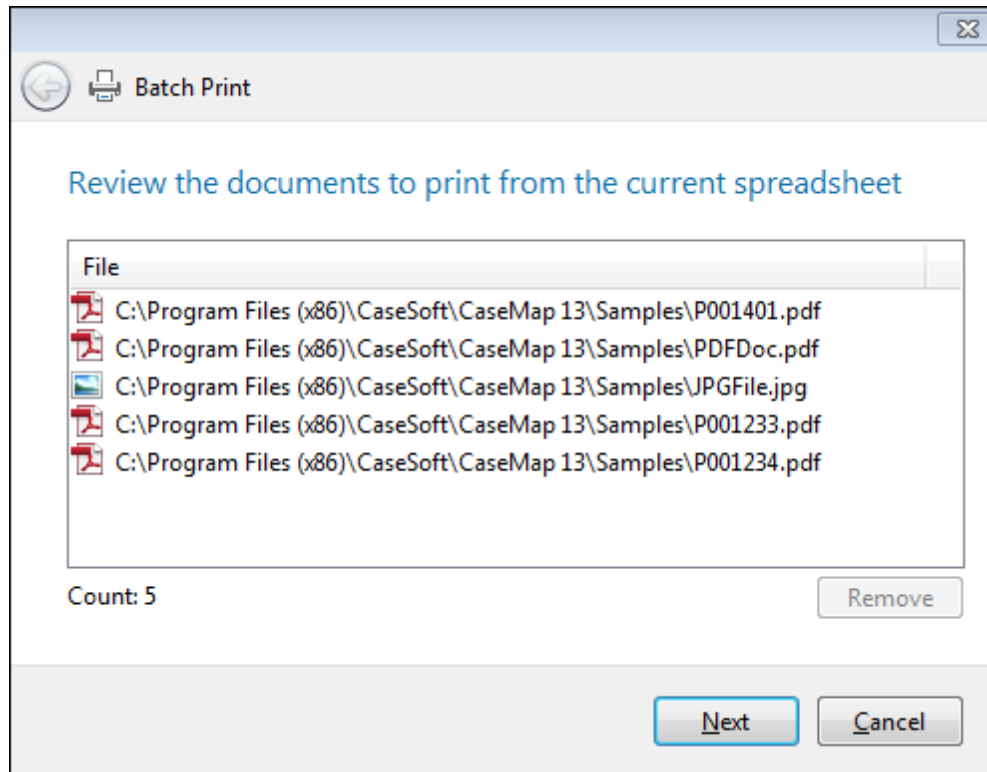 Batch Print
Review the documents to print from the current spreadsheet
File
C:\Program Files (x86)\CaseSoft\CaseMap 13\Samples\P001401.pdf
C:\Program Files (x86)\CaseSoft\CaseMap 13\Samples\PDFDoc.pdf
C:\Program Files (x86)\CaseSoft\CaseMap 13\Samples\JPGFile.jpg
C:\Program Files (x86)\CaseSoft\CaseMap 13\Samples\P001233.pdf
C:\Program Files (x86)\CaseSoft\CaseMap 13\Samples\P001234.pdf
Count: 5
Remove
Next
Cancel